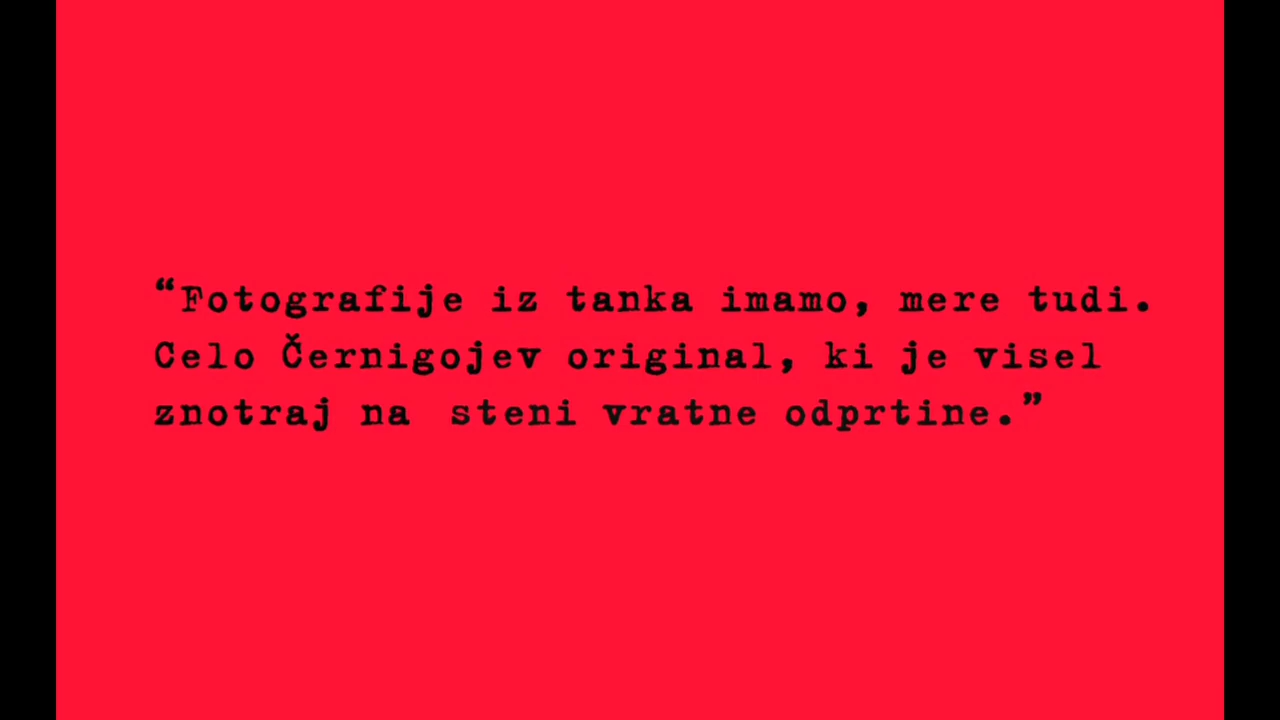 “Fotografije iz tanka imamo, mere tudi.
Celo Černigojev original, ki je visel
znotraj na steni vratne odprtine.”